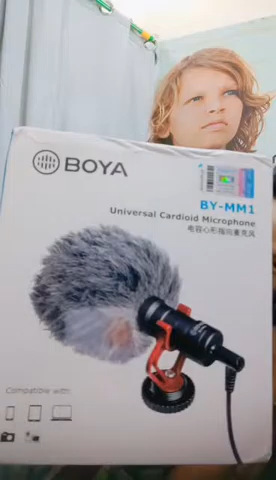 BOYA
BY-MM1
Universal Cardioid Microphone
电容心形指向麦克风
Compatible with: